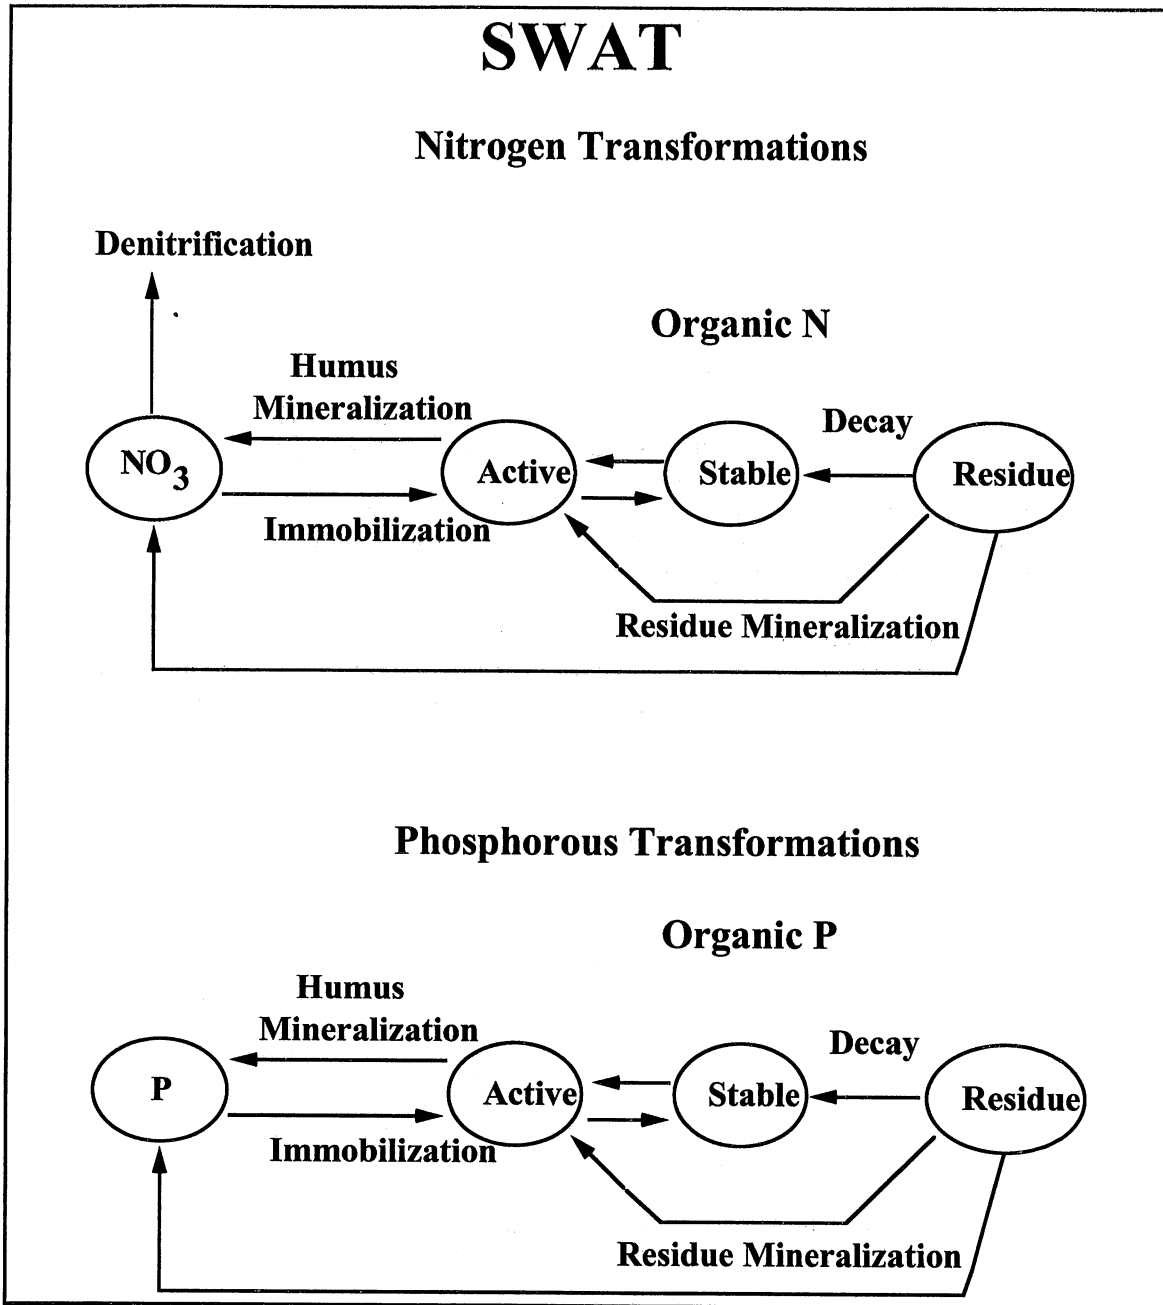 SWAT
Nitrogen Transformations
Denitrification
Organic N
Humus
Mineralization
Decay
NO3
Active
Stable
Residue
Immobilization
Residue Mineralization
Phosphorous Transformations
Organic P
Humus
Mineralization
Decay
P
Active
Stable
Residue
Immobilization
Residue Mineralization